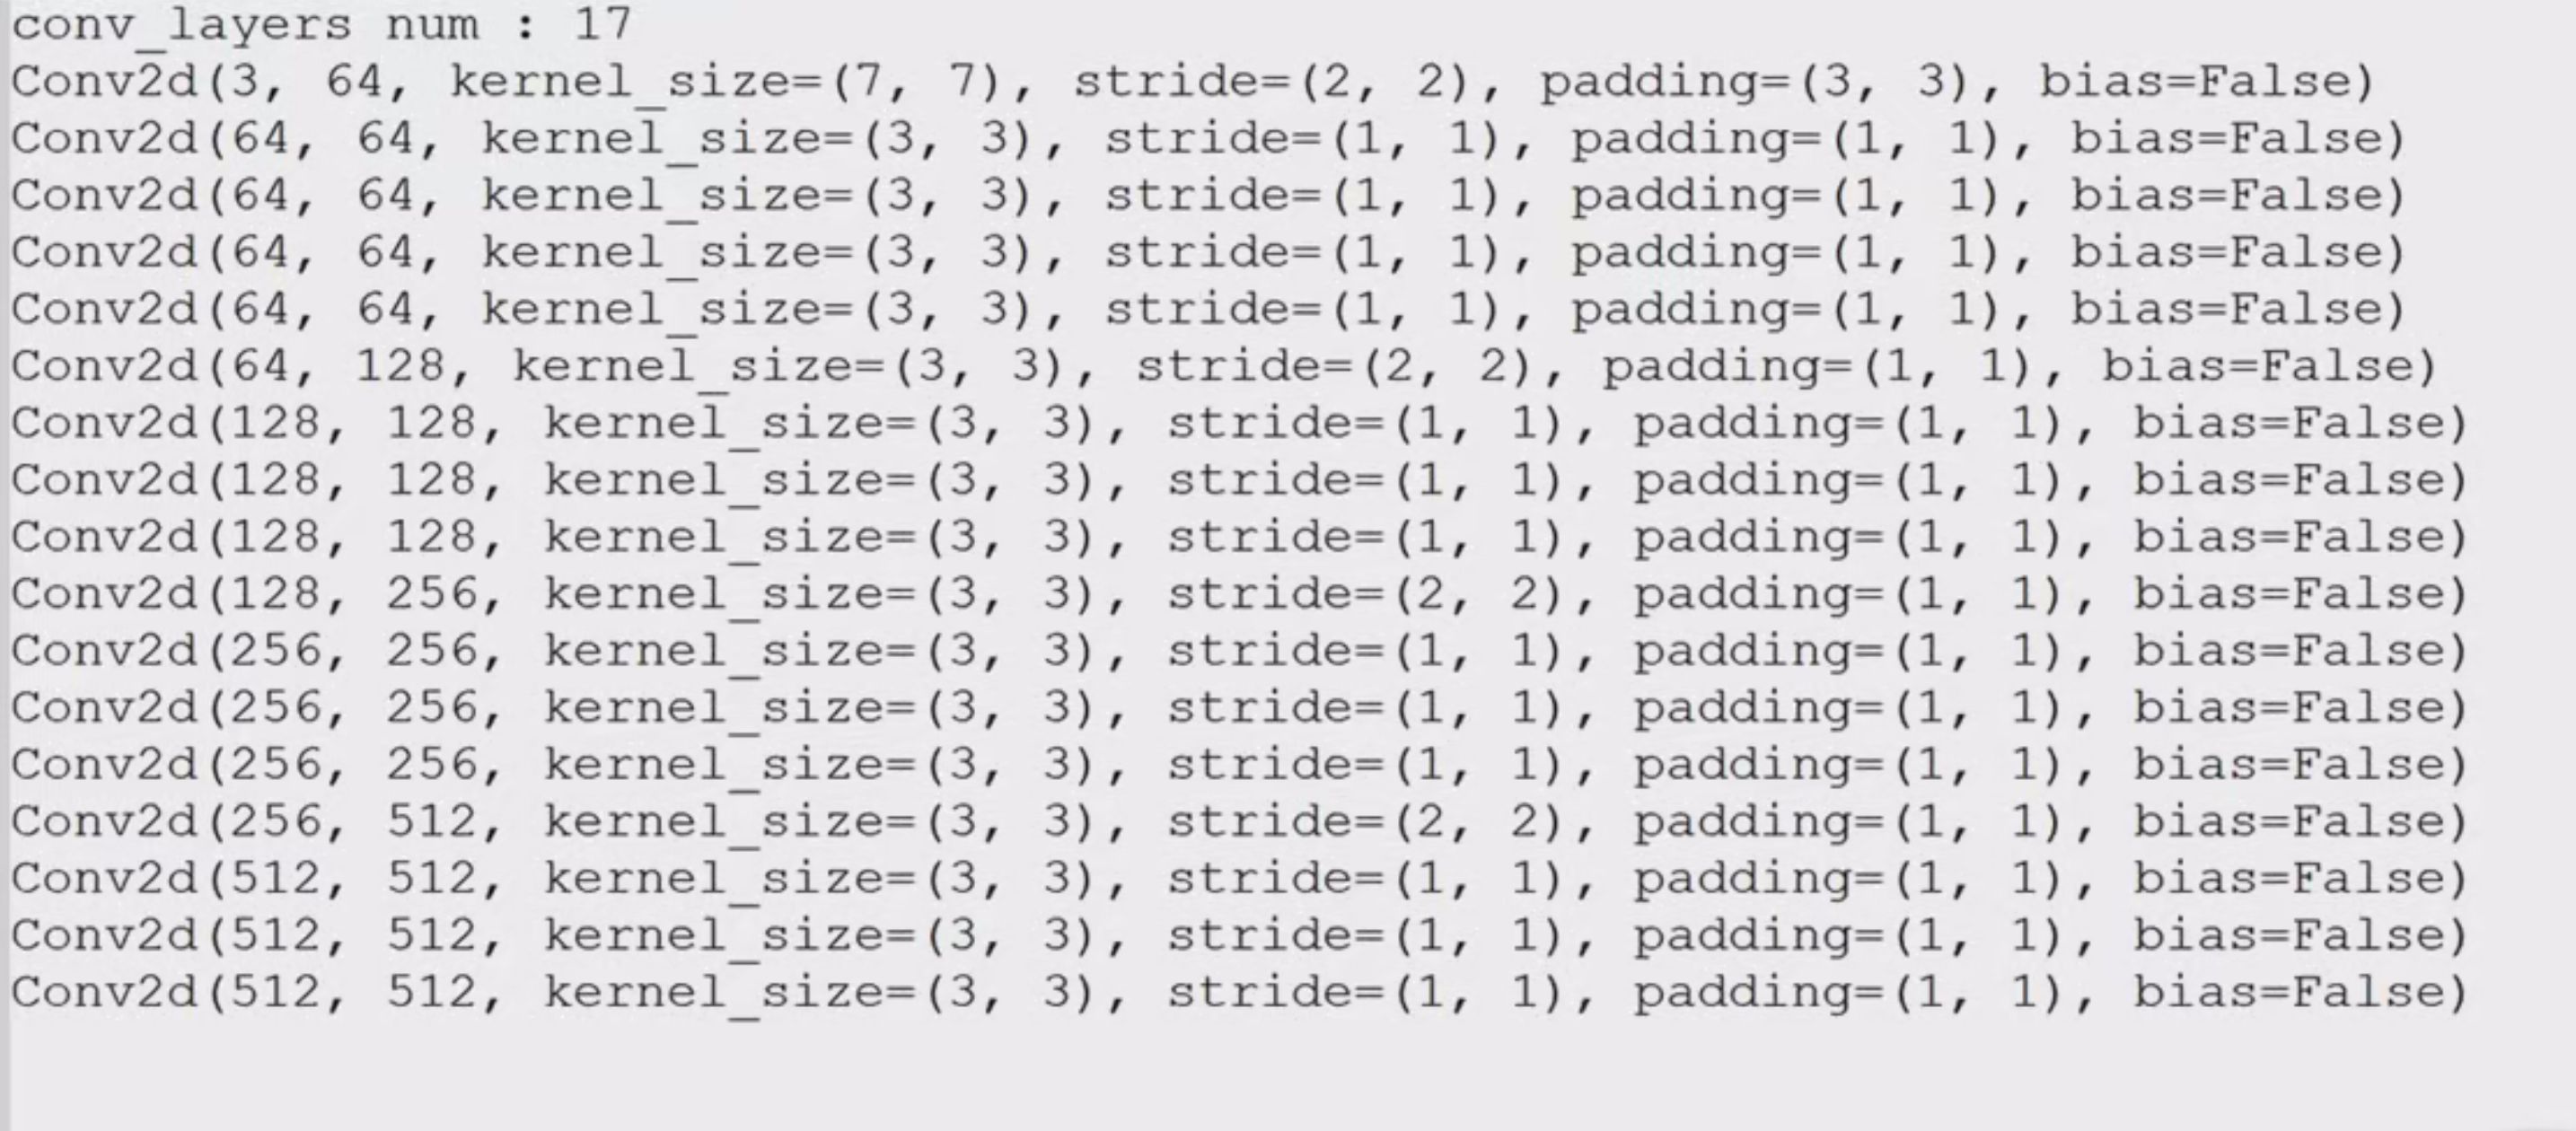 conv_layers num : 17
Conv2d(3, 64, kernel_size=(7, 7), stride=(2, 2), padding=(3, 3), bias=False)
Conv2d(64, 64, kernel_size=(3, 3), stride=(1, 1), padding=(1, 1), bias=False)
Conv2d(64, 64, kernel_size=(3, 3), stride=(1, 1), padding=(1, 1), bias=False)
Conv2d(64, 64, kernel_size=(3, 3), stride=(1, 1), padding=(1, 1), bias=False)
Conv2d(64, 64, kernel_size=(3, 3), stride=(1, 1), padding=(1, 1), bias=False)
Conv2d(64, 128, kernel_size=(3, 3), stride=(2, 2), padding=(1, 1), bias=False)
Conv2d(128, 128, kernel_size=(3, 3), stride=(1, 1), padding=(1, 1), bias=False)
Conv2d(128, 128, kernel_size=(3, 3), stride=(1, 1), padding=(1, 1), bias=False)
Conv2d(128, 128, kernel_size=(3, 3), stride=(1, 1), padding=(1, 1), bias=False)
Conv2d(128, 256, kernel_size=(3, 3), stride=(2, 2), padding=(1, 1), bias=False)
Conv2d(256, 256, kernel_size=(3, 3), stride=(1, 1), padding=(1, 1), bias=False)
Conv2d(256, 256, kernel_size=(3, 3), stride=(1, 1), padding=(1, 1), bias=False)
Conv2d(256, 256, kernel_size=(3, 3), stride=(1, 1), padding=(1, 1), bias=False)
Conv2d(256, 512, kernel_size=(3, 3), stride=(2, 2), padding=(1, 1), bias=False)
Conv2d(512, 512, kernel_size=(3, 3), stride=(1, 1), padding=(1, 1), bias=False)
Conv2d(512, 512, kernel_size=(3, 3), stride=(1, 1), padding=(1, 1), bias=False)
Conv2d(512, 512, kernel_size=(3, 3), stride=(1, 1), padding=(1, 1), bias=False)